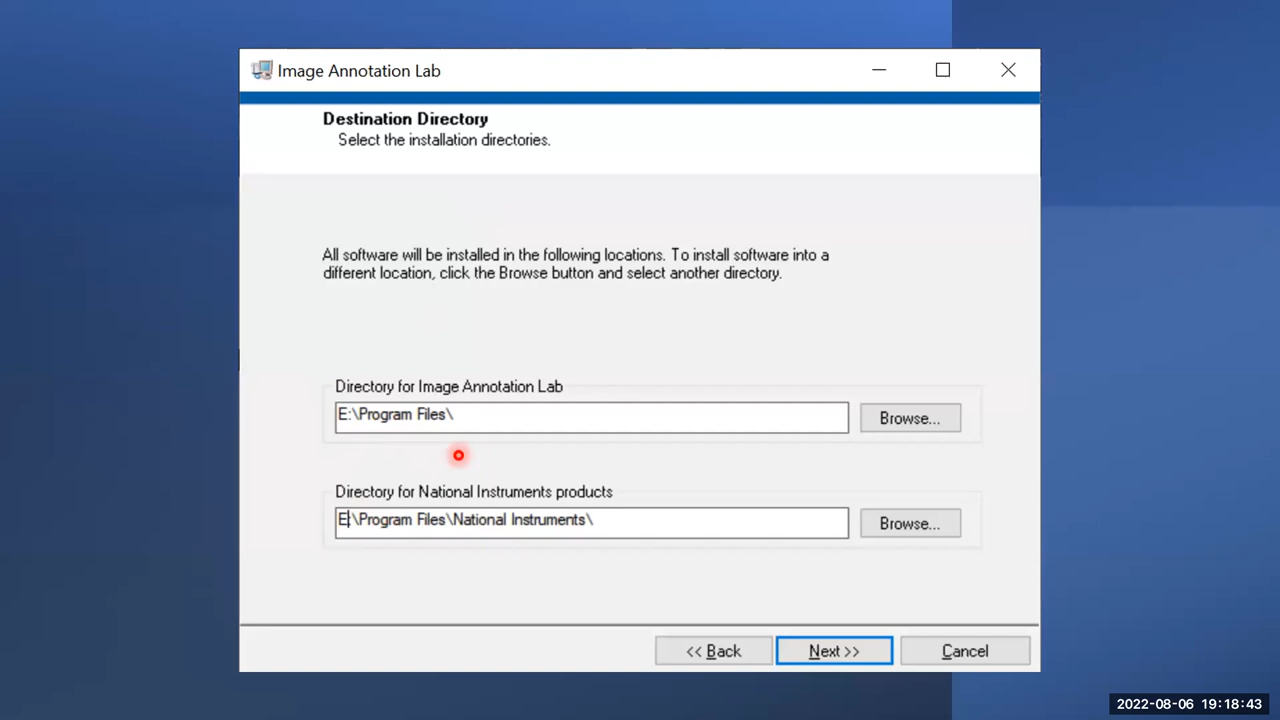 Image Annotation Lab
Destination Directory
Select the installation directories.
All software will be installed in the following locations. To install software into a
different location, click the Browse button and select another directory.
Directory for Image Annotation Lab
E:\Program Files\
Browse...
Directory for National Instruments products
E:\Program Files\National Instruments\
Browse...
<< Back
Next >>
Cancel
2022-08-06 19:18:43